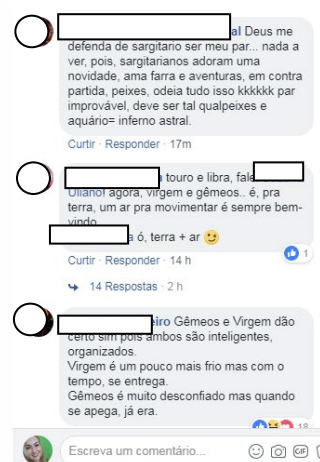 al Deus me
defenda de sargitario ser meu par... nada a
ver, pois, sargitarianos adoram uma
novidade, ama farra e aventuras, em contra
partida, peixes, odeia tudo isso kkkkkk par
improvável, deve ser tal qualpeixes e
aquário= inferno astral.
Curtir · Responder · 17m
touro e libra, fale
Uliano! agora, virgem e gêmeos.. é, pra
terra, um ar pra movimentar é sempre bem-
vindo
a ó, terra + ar
Curtir · Responder · 14 h
1
14 Respostas · 2 h
eiro Gêmeos e Virgem dão
certo sim pois ambos são inteligentes,
organizados.
Virgem é um pouco mais frio mas com o
tempo, se entrega.
Gêmeos é muito desconfiado mas quando
se apega, já era.
18
Escreva um comentário...
GIF